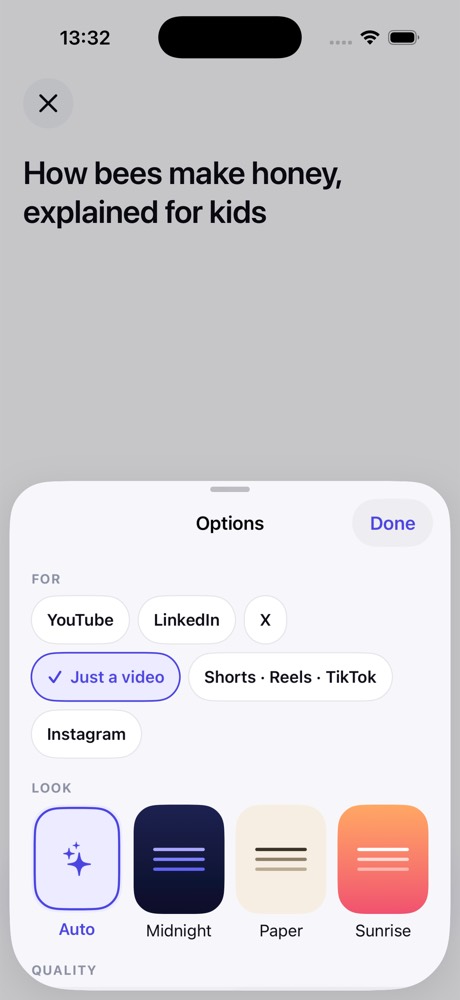 13:32
How bees make honey,
explained for kids
Options
Done
FOR
YouTube
LinkedIn
X
Just a video
Shorts · Reels · TikTok
Instagram
LOOK
Auto
Midnight
Paper
Sunrise
QUALITY